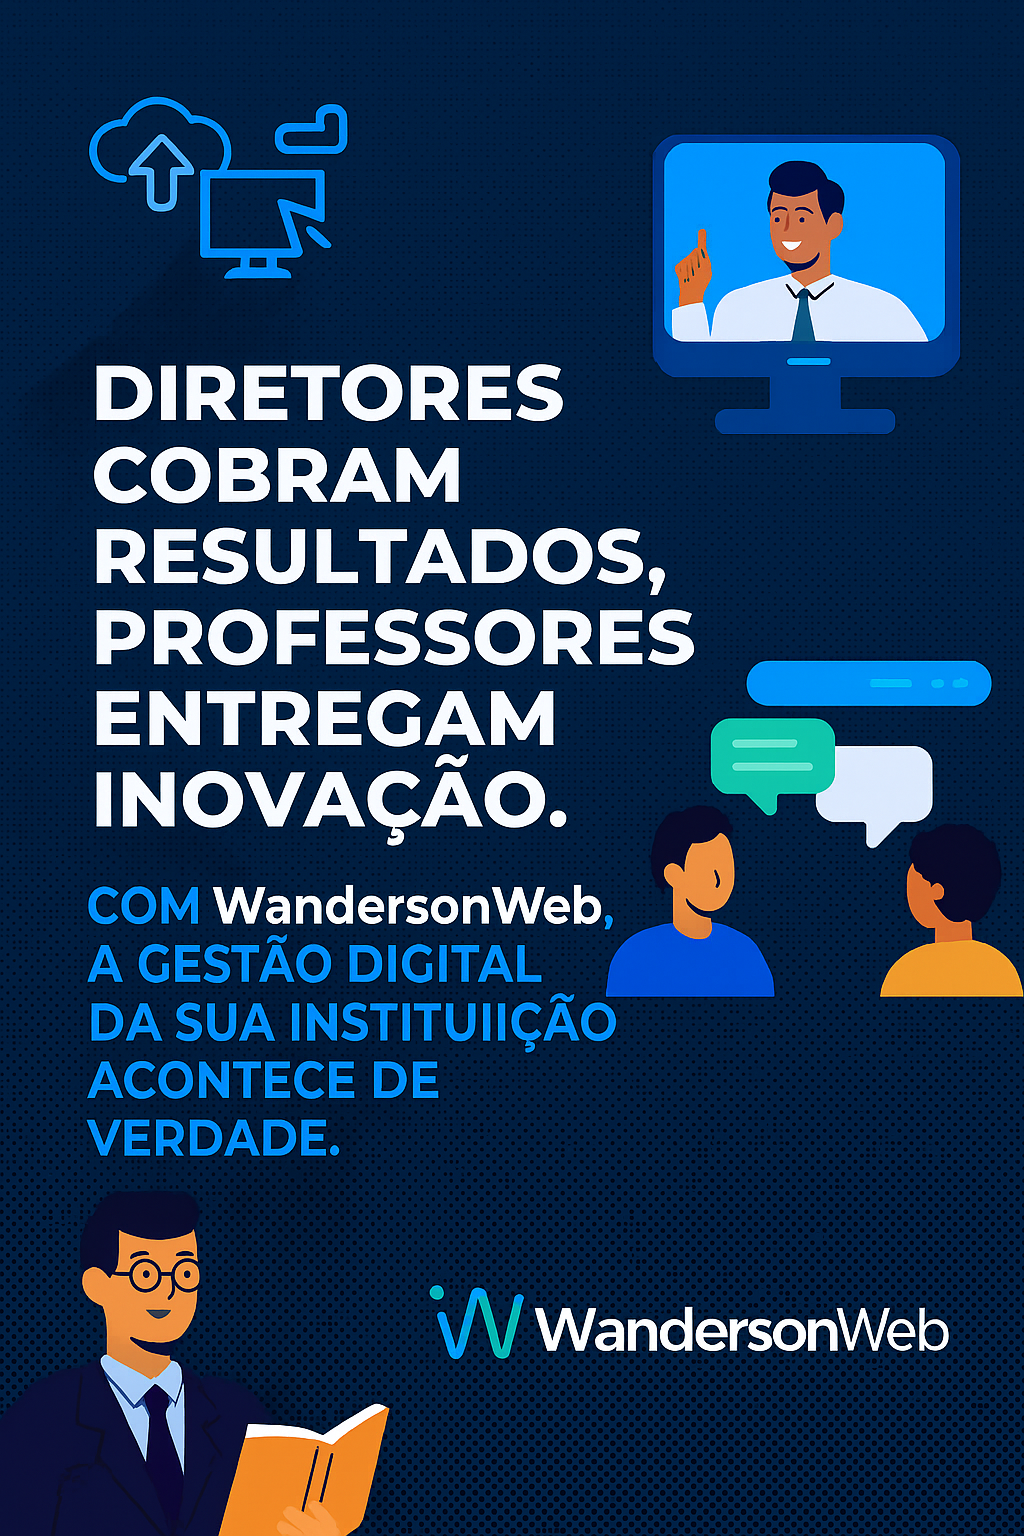 DIRETORES
COBRAM
RESULTADOS,
PROFESSORES
ENTREGAM
INOVAÇÃO.
COM WandersonWeb,
A GESTÃO DIGITAL
DA SUA INSTITUIIÇÃO
ACONTECE DE
VERDADE.
WandersonWeb